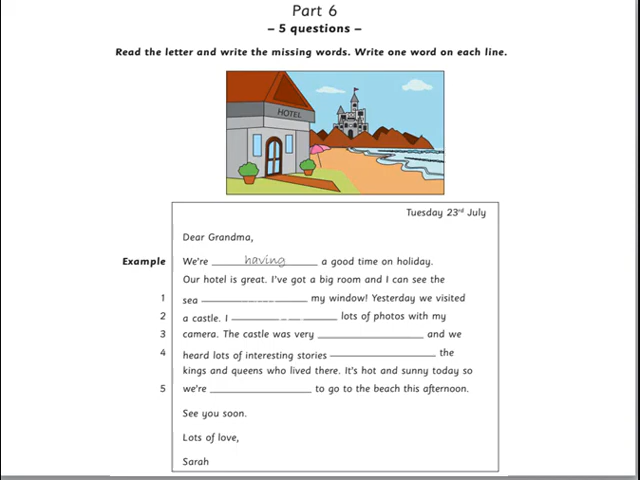 Part 6
– 5 questions –
Read the letter and write the missing words. Write one word on each line.
HOTEL
Tuesday 23rd July
Dear Grandma,
Example We're having a good time on holiday.
Our hotel is great. I've got a big room and I can see the
1 sea ____________ my window! Yesterday we visited
2 a castle. I ____________ lots of photos with my
3 camera. The castle was very ____________ and we
4 heard lots of interesting stories ____________ the
kings and queens who lived there. It's hot and sunny today so
5 we're ____________ to go to the beach this afternoon.
See you soon.
Lots of love,
Sarah